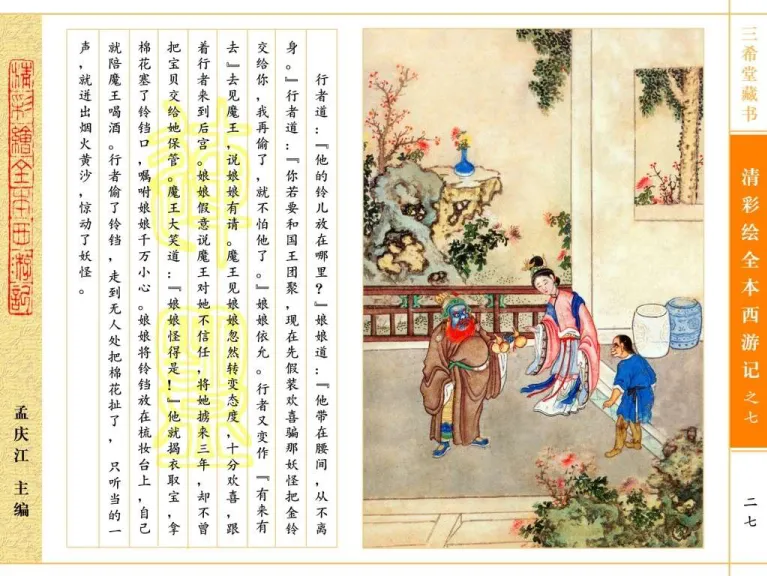 三希堂藏书
清彩绘全本西游记之七
二七
行者道：『他的铃儿放在哪里？』娘娘道：『他带在腰间，从不离
身。』行者道：『你若要和国王团聚，现在先假装欢喜骗那妖怪把金铃
交给你，我再偷了，就不怕他了。』娘娘依允。行者又变作『有来有
去』去见魔王，说娘娘有请。魔王见娘娘忽然转变态度，十分欢喜，跟
着行者来到后宫。娘娘假意说魔王对她不信任，将她掳来三年，却不曾
把宝贝交给她保管。魔王大笑道：『娘娘怪得是！』他就揭衣取宝，拿
棉花塞了铃铛口，嘱咐娘娘千万小心。娘娘将铃铛放在梳妆台上，自己
就陪魔王喝酒。行者偷了铃铛，走到无人处把棉花扯了，只听当的一
声，就迸出烟火黄沙，惊动了妖怪。
清彩绘全本西游记
孟庆江 主编